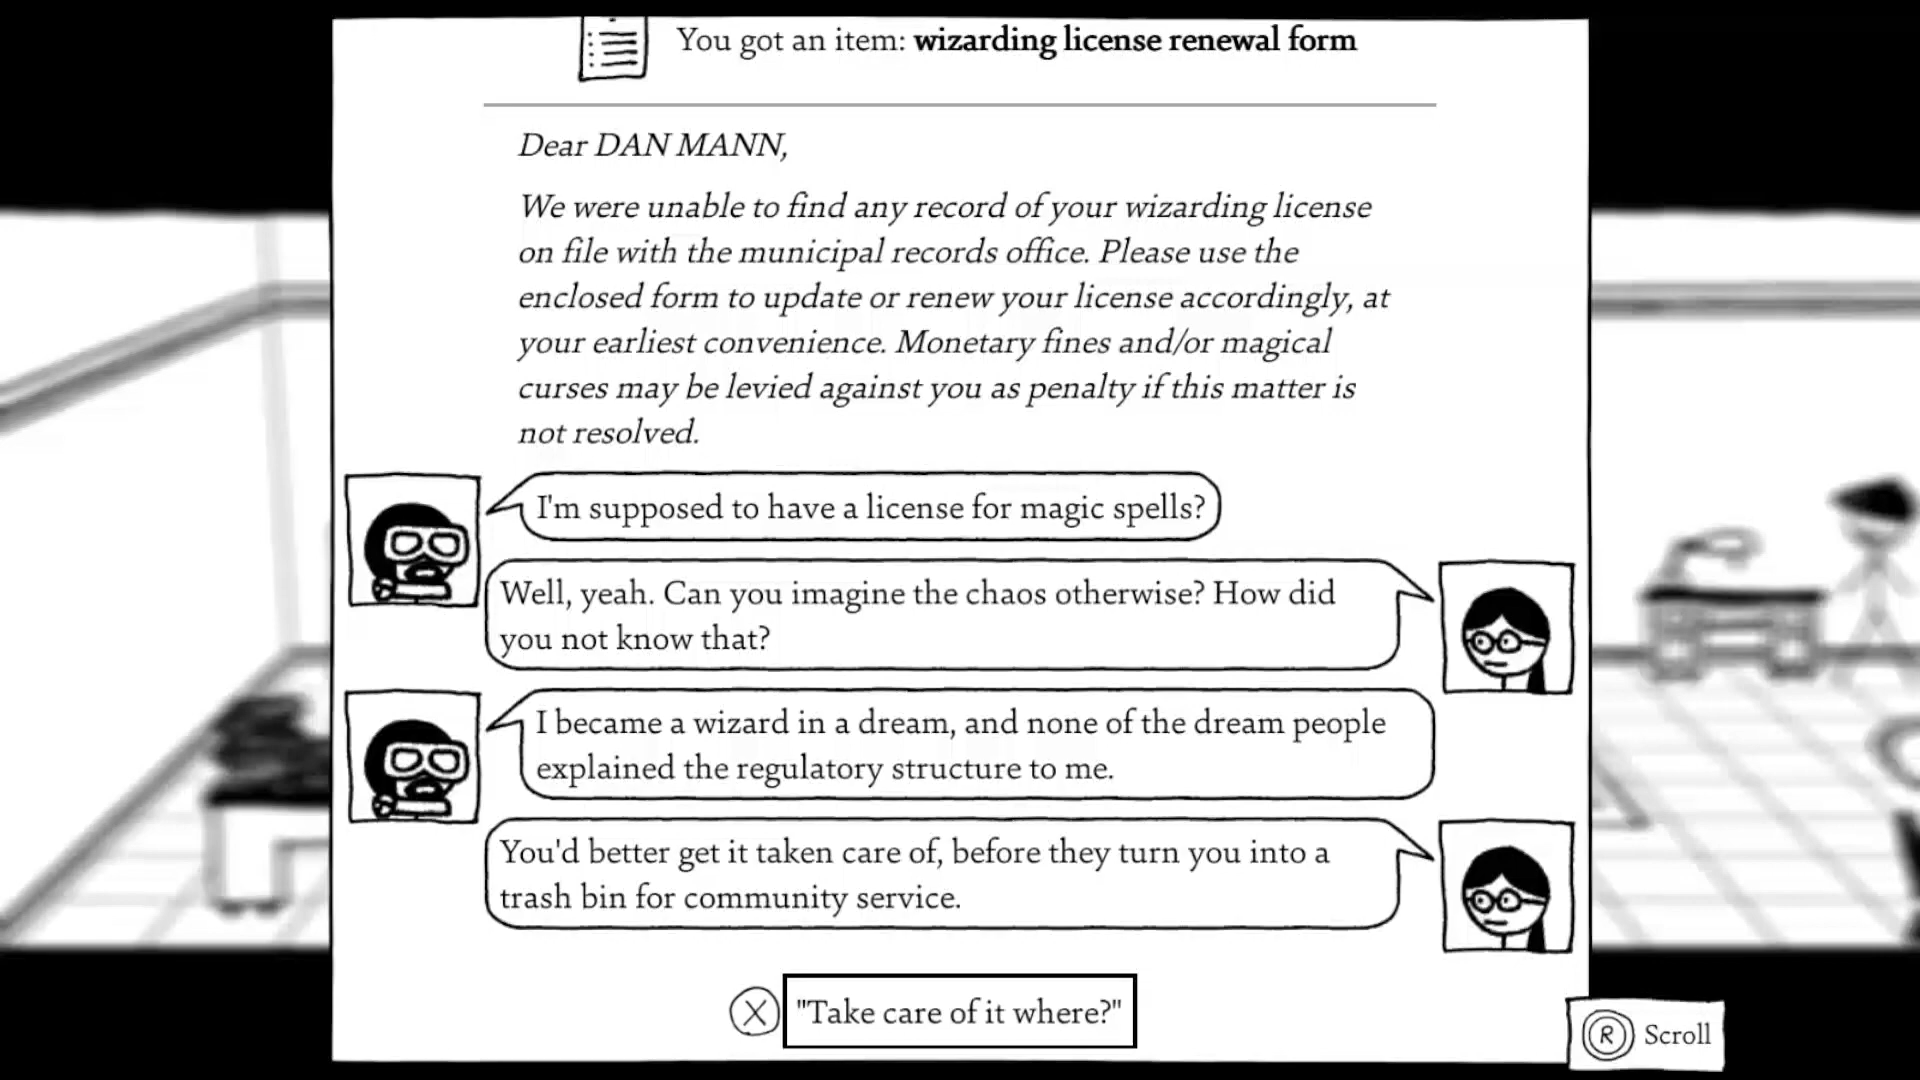 You got an item: wizarding license renewal form
Dear DAN MANN,
We were unable to find any record of your wizarding license
on file with the municipal records office. Please use the
enclosed form to update or renew your license accordingly, at
your earliest convenience. Monetary fines and/or magical
curses may be levied against you as penalty if this matter is
not resolved.
I'm supposed to have a license for magic spells?
Well, yeah. Can you imagine the chaos otherwise? How did
you not know that?
I became a wizard in a dream, and none of the dream people
explained the regulatory structure to me.
You'd better get it taken care of, before they turn you into a
trash bin for community service.
X "Take care of it where?"
R Scroll